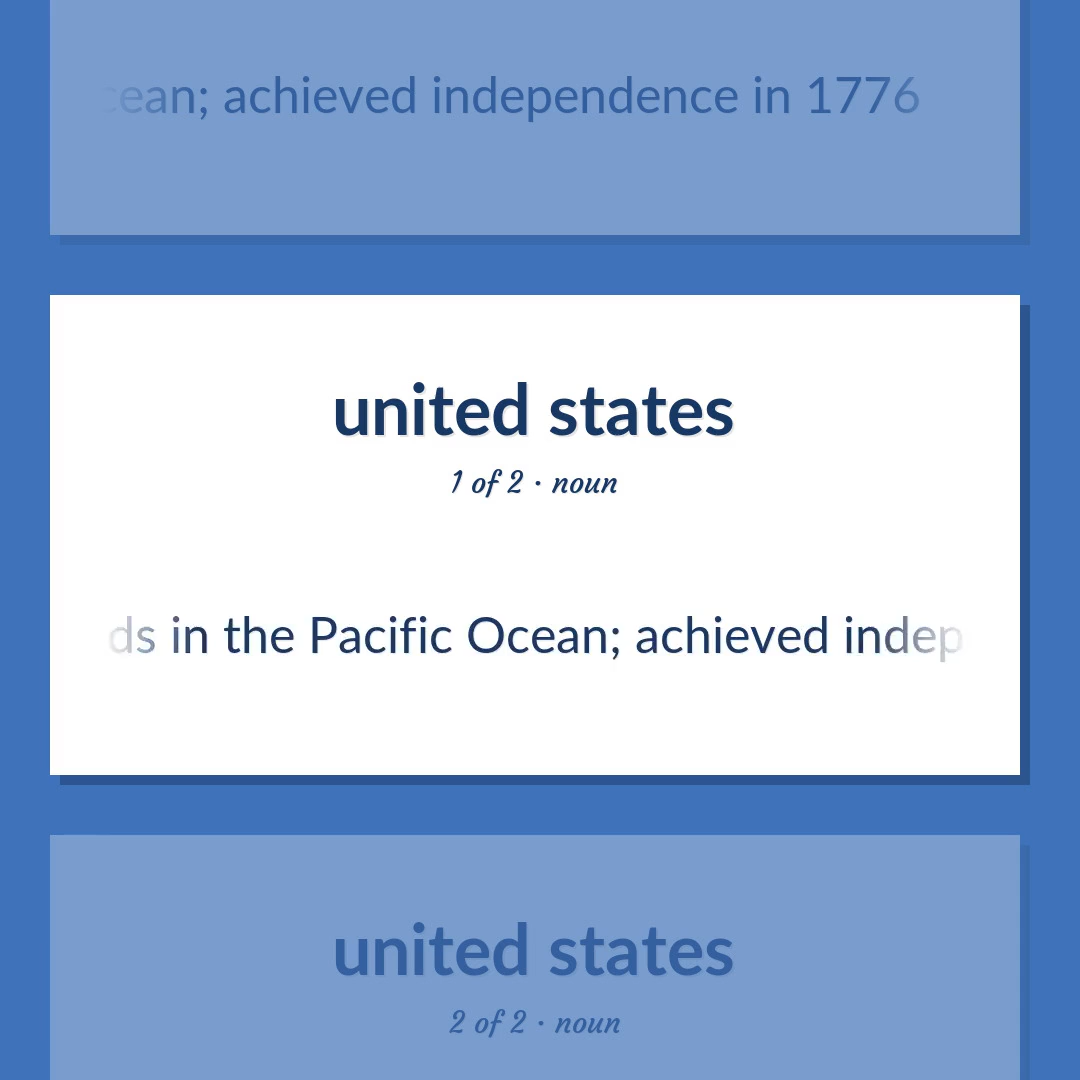 ean; achieved independence in 1776
united states
1 of 2 · noun
ds in the Pacific Ocean; achieved indep
united states
2 of 2 · noun